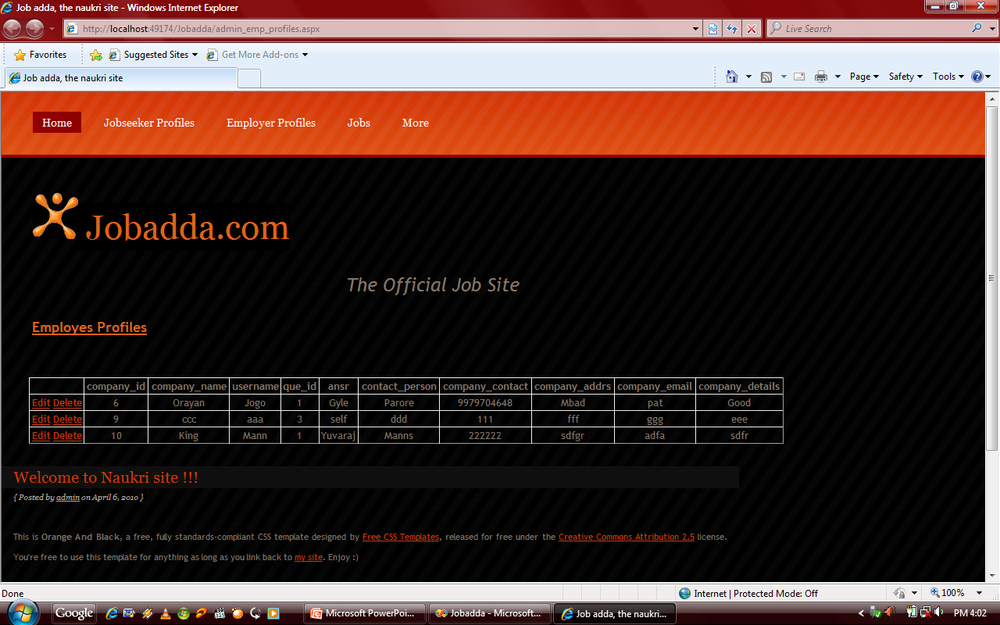 Job adda, the naukri site - Windows Internet Explorer
http://localhost:49174/Jobadda/admin_emp_profiles.aspx
Live Search
Favorites Suggested Sites Get More Add-ons
Job adda, the naukri site
Page Safety Tools
Home Jobseeker Profiles Employer Profiles Jobs More
Jobadda.com
The Official Job Site
Employes Profiles
company_id company_name username que_id ansr contact_person company_contact company_addrs company_email company_details
Edit Delete 6 Orayan Jogo 1 Gyle Parore 9979704648 Mbad pat Good
Edit Delete 9 ccc aaa 3 self ddd 111 fff ggg eee
Edit Delete 10 King Mann 1 Yuvaraj Manns 222222 sdfgr adfa sdfr
Welcome to Naukri site !!!
{ Posted by admin on April 6, 2010 }
This is Orange And Black, a free, fully standards-compliant CSS template designed by Free CSS Templates, released for free under the Creative Commons Attribution 2.5 license.
You're free to use this template for anything as long as you link back to my site. Enjoy :)
Done Internet | Protected Mode: Off 100%
Google Microsoft PowerPoi... Jobadda - Microsoft... Job adda, the naukri... PM 4:02